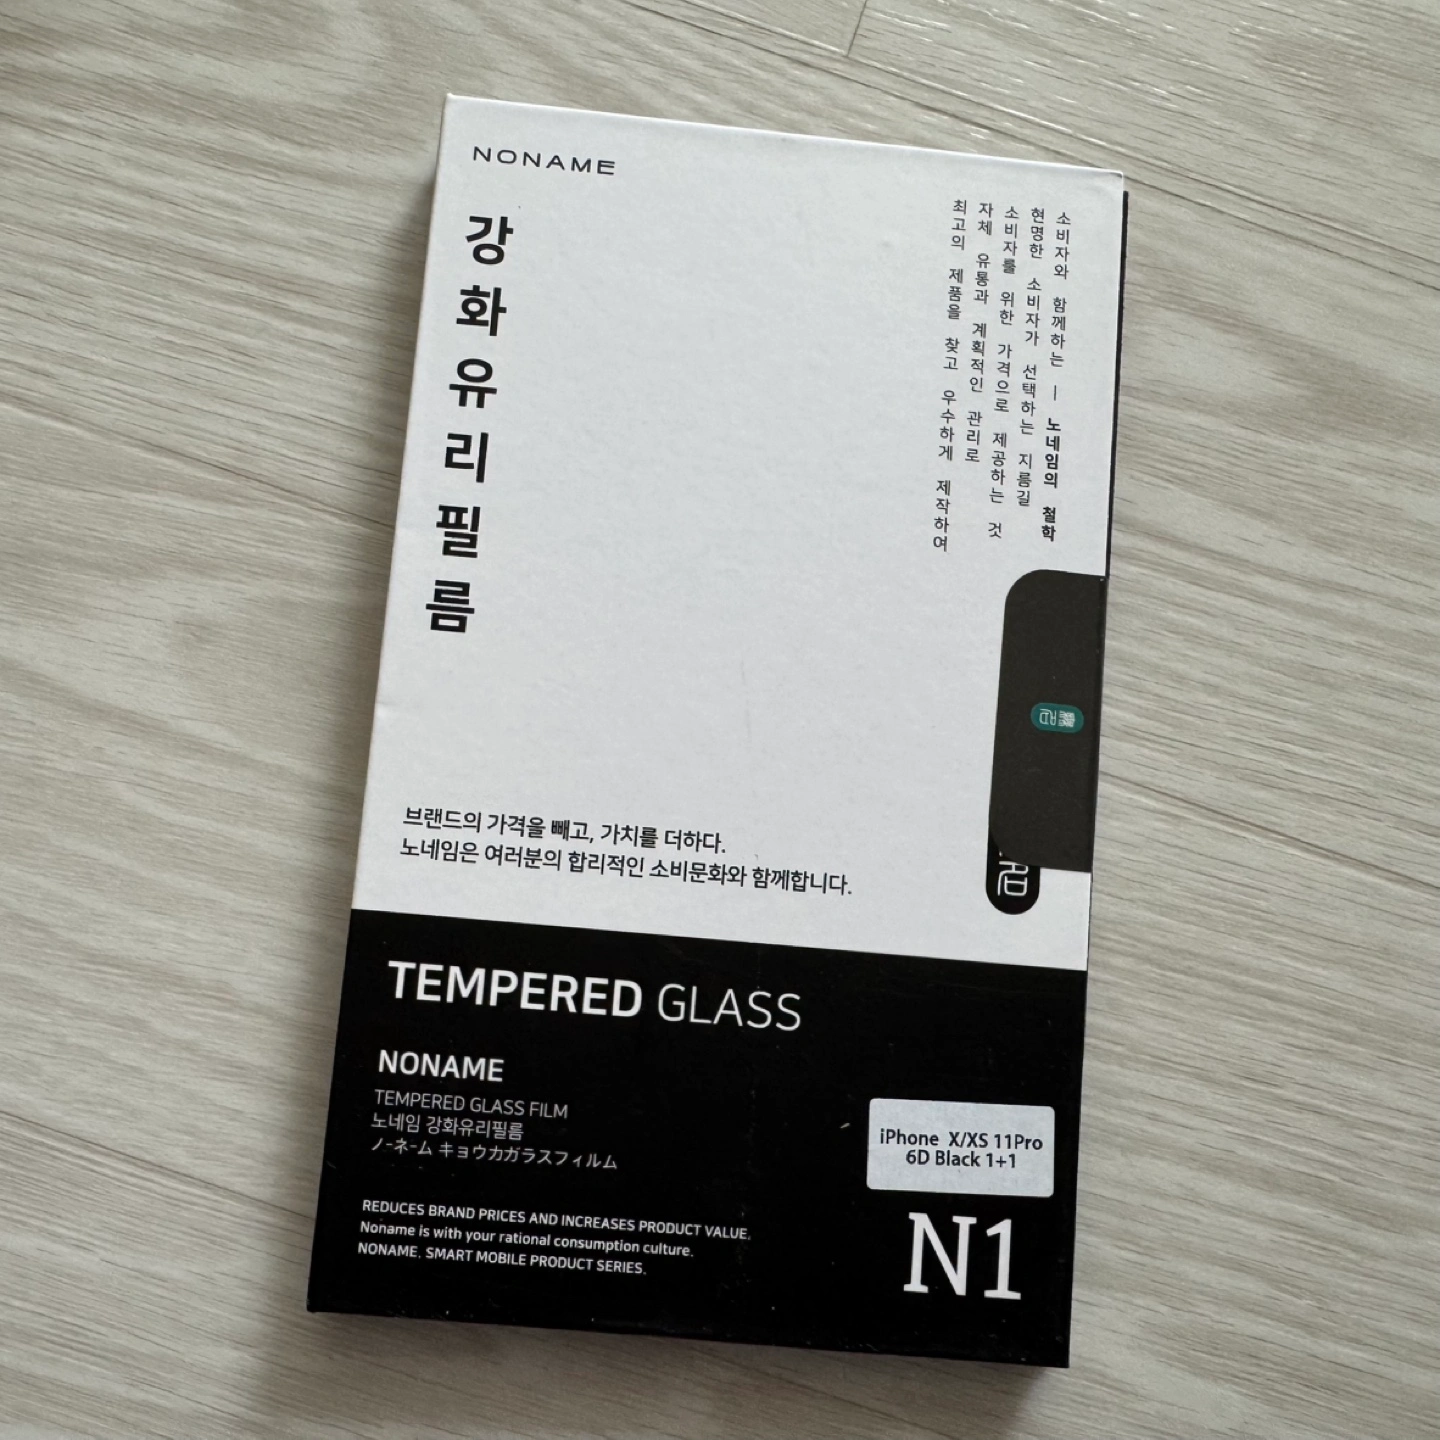 NONAME
강화유리필름
소비자와 함께하는 ㅣ 노네임의 철학
현명한 소비자가 선택하는 지름길
소비자를 위한 가격으로 제공하는 것
자체 유통과 계획적인 관리로
최고의 제품을 찾고 우수하게 제작하여
브랜드의 가격을 빼고, 가치를 더하다.
노네임은 여러분의 합리적인 소비문화와 함께합니다.
TEMPERED GLASS
NONAME
TEMPERED GLASS FILM
노네임 강화유리필름
ノーネーム キョウカガラスフィルム
REDUCES BRAND PRICES AND INCREASES PRODUCT VALUE.
Noname is with your rational consumption culture.
NONAME. SMART MOBILE PRODUCT SERIES.
iPhone X/XS 11Pro
6D Black 1+1
N1